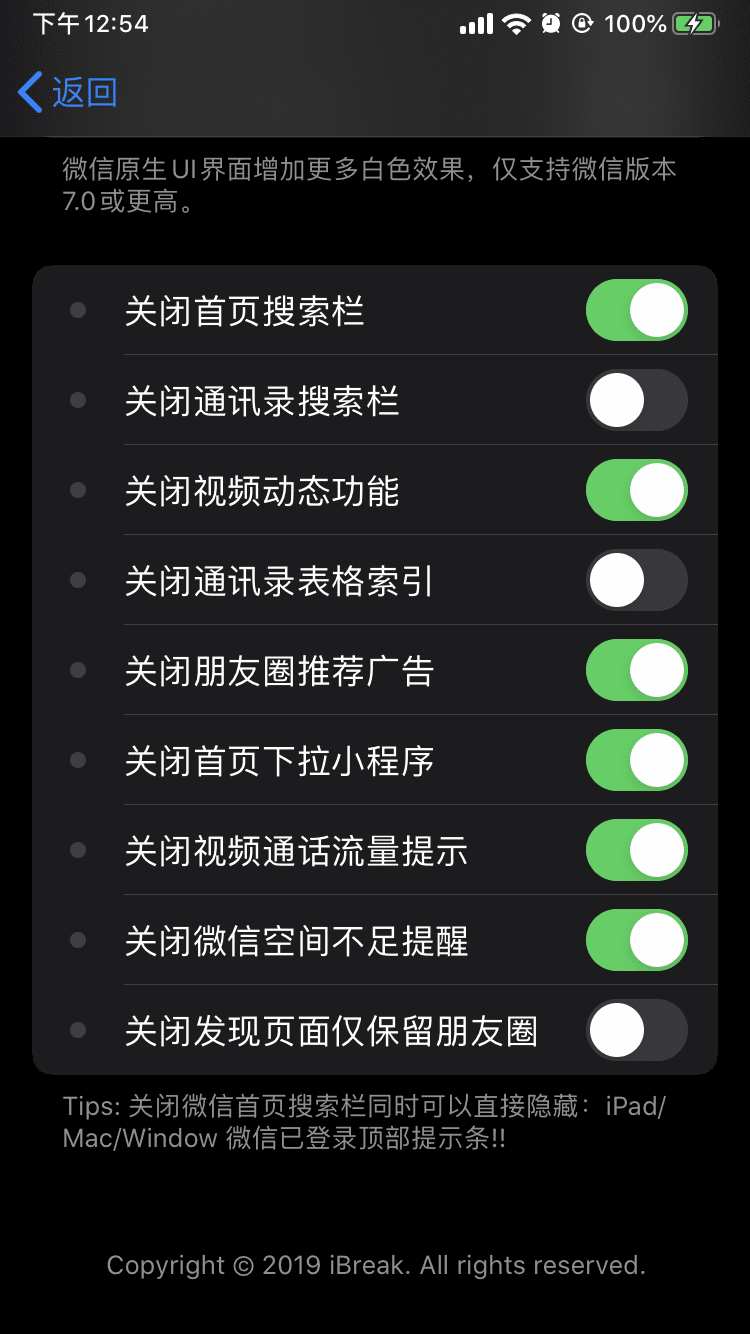 下午12:54
100%
返回
微信原生UI界面增加更多白色效果，仅支持微信版本
7.0或更高。
关闭首页搜索栏
关闭通讯录搜索栏
关闭视频动态功能
关闭通讯录表格索引
关闭朋友圈推荐广告
关闭首页下拉小程序
关闭视频通话流量提示
关闭微信空间不足提醒
关闭发现页面仅保留朋友圈
Tips: 关闭微信首页搜索栏同时可以直接隐藏：iPad/
Mac/Window 微信已登录顶部提示条!!
Copyright © 2019 iBreak. All rights reserved.